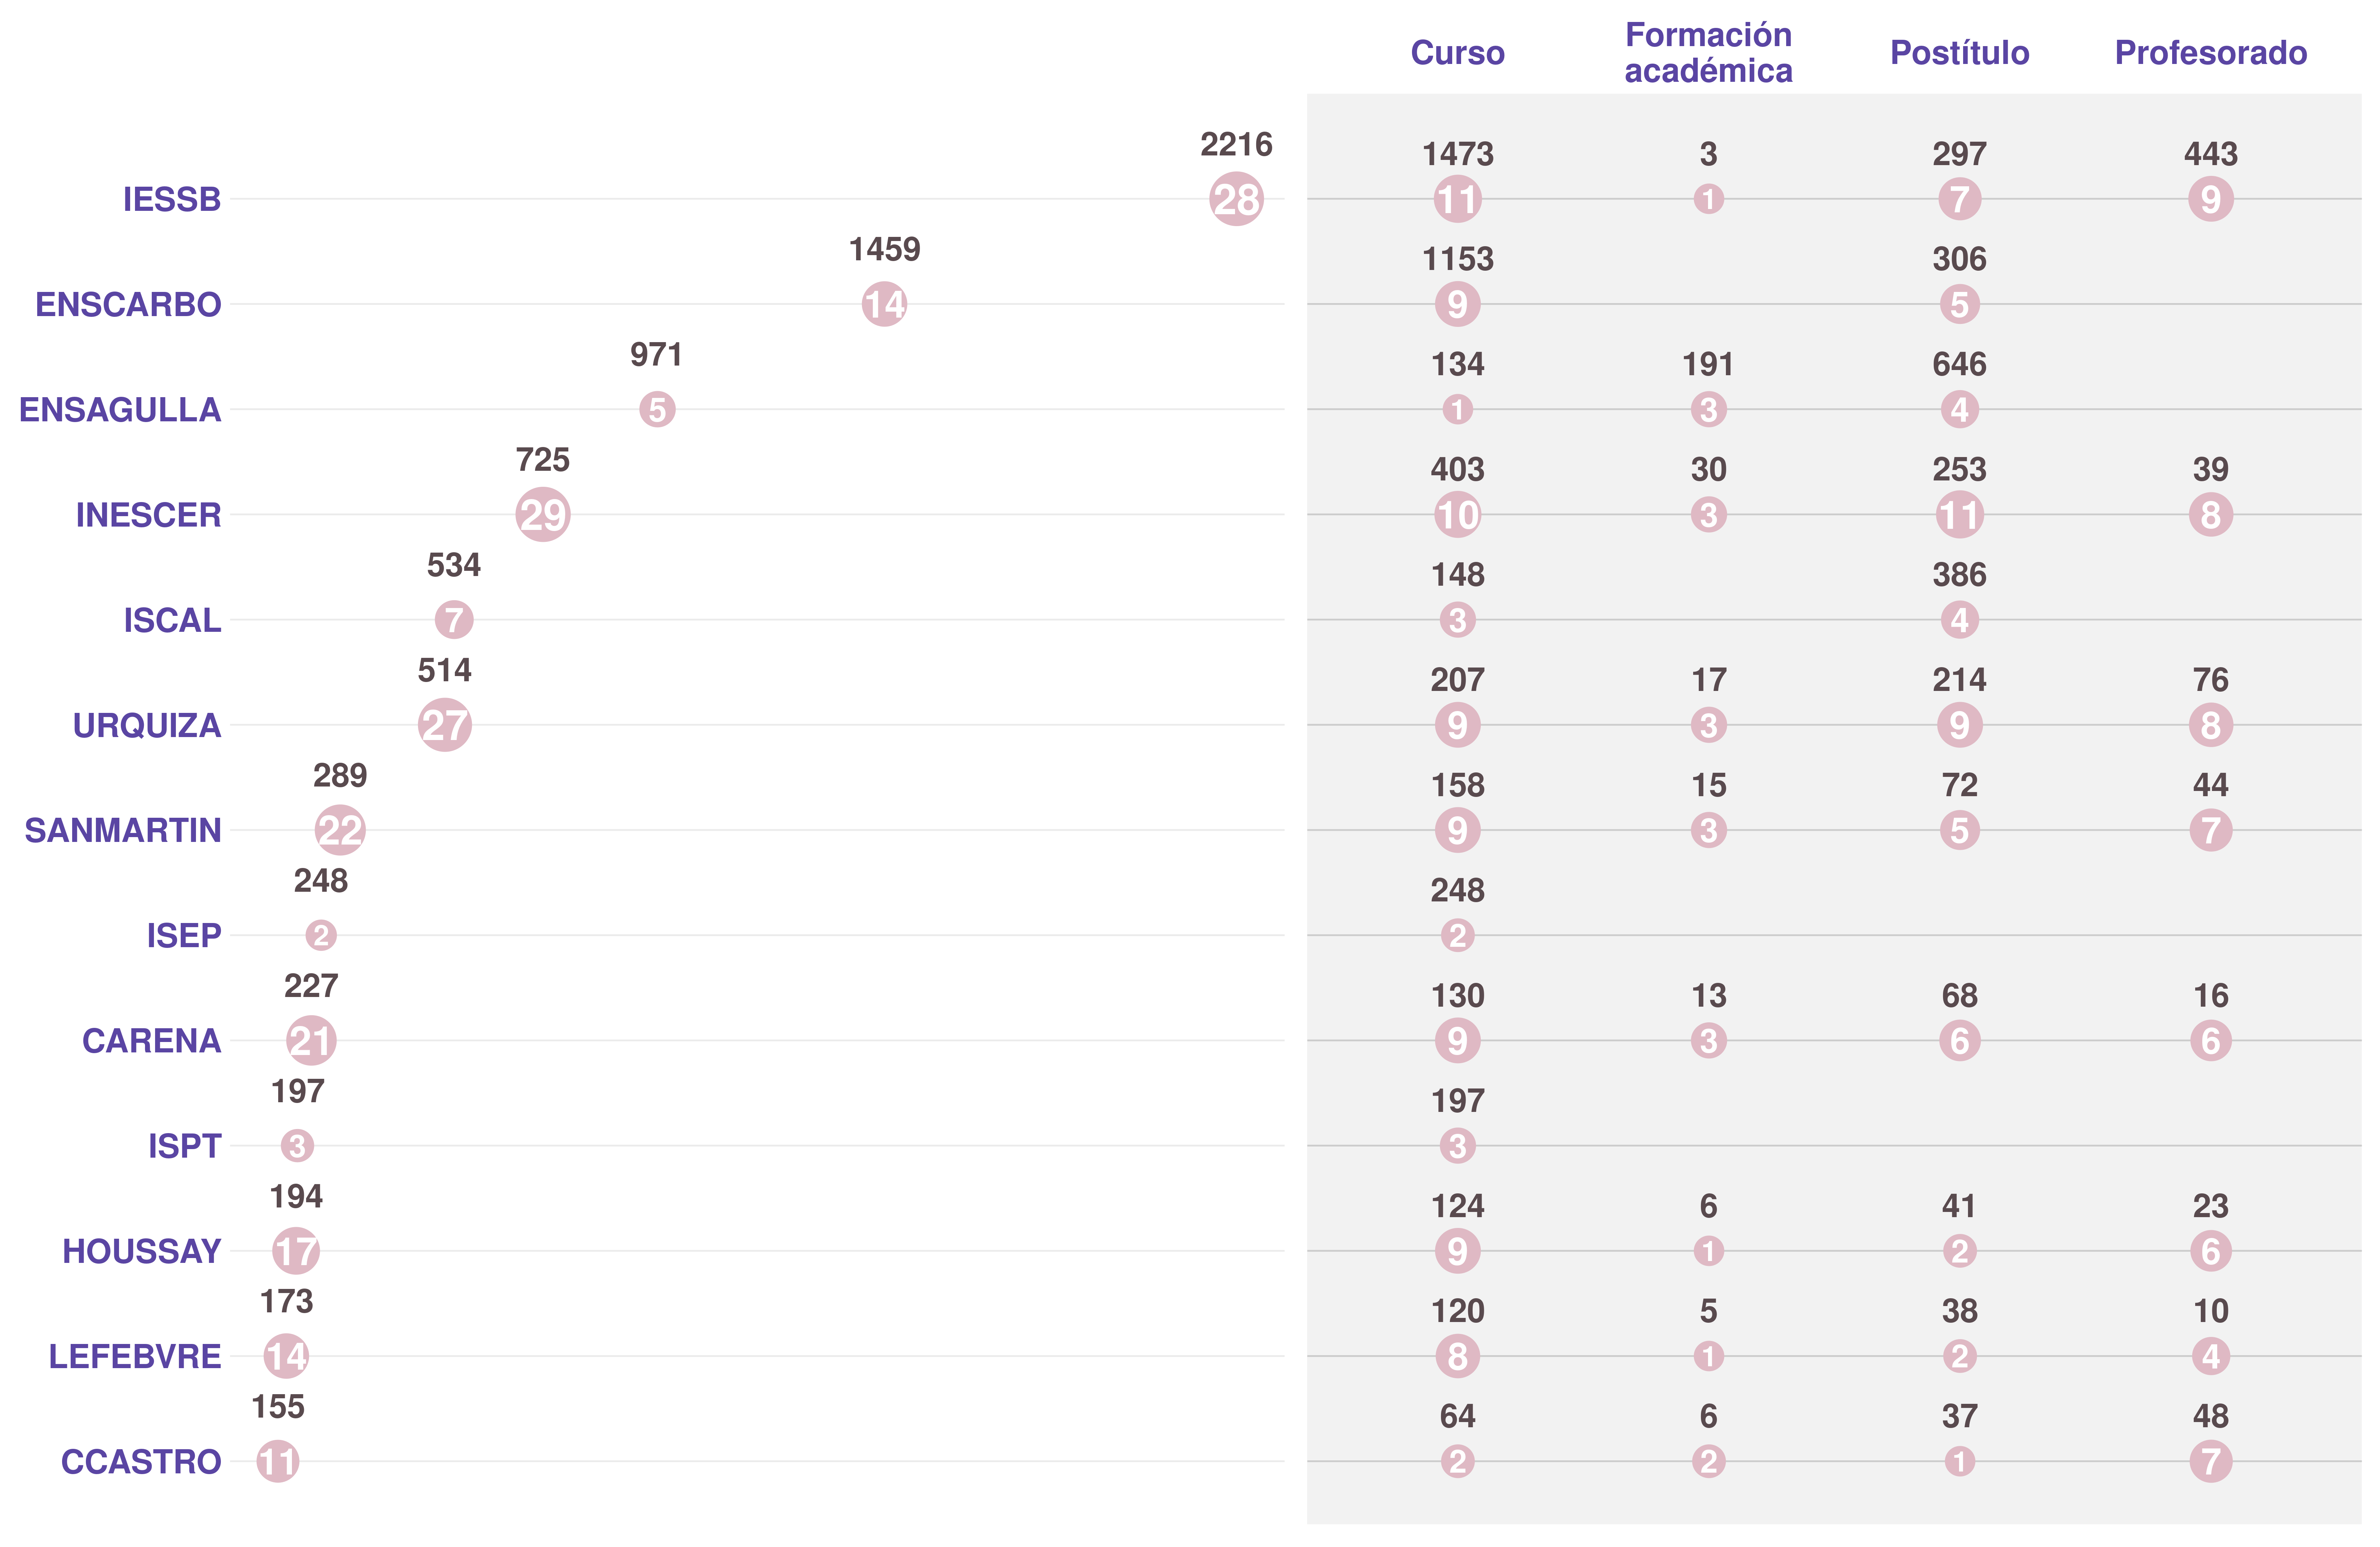 Curso Formación académica Postítulo Profesorado
2216 1473 3 297 443
IESSB 28 11 1 7 9
1459 1153 306
ENSCARBO 14 9 5
971 134 191 646
ENSAGULLA 5 1 3 4
725 403 30 253 39
INESCER 29 10 3 11 8
534 148 386
ISCAL 7 3 4
514 207 17 214 76
URQUIZA 27 9 3 9 8
289 158 15 72 44
SANMARTIN 22 9 3 5 7
248 248
ISEP 2 2
227 130 13 68 16
CARENA 21 9 3 6 6
197 197
ISPT 3 3
194 124 6 41 23
HOUSSAY 17 9 1 2 6
173 120 5 38 10
LEFEBVRE 14 8 1 2 4
155 64 6 37 48
CCASTRO 11 2 2 1 7